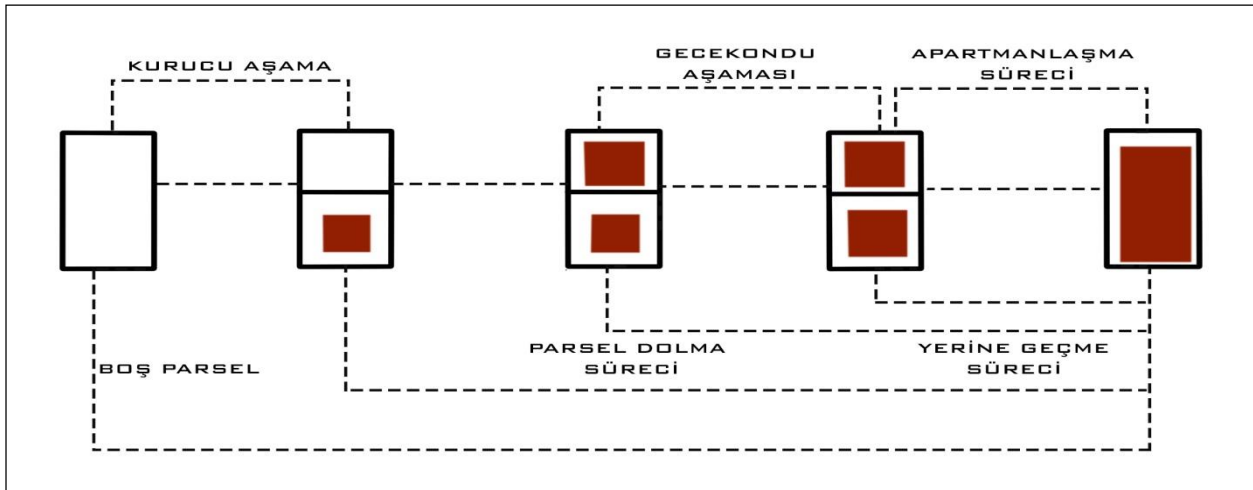 KURUCU AŞAMA
GECEKONDU
AŞAMASI
APARTMANLAŞMA
SÜRECİ
BOŞ PARSEL
PARSEL DOLMA
SÜRECİ
YERİNE GEÇME
SÜRECİ